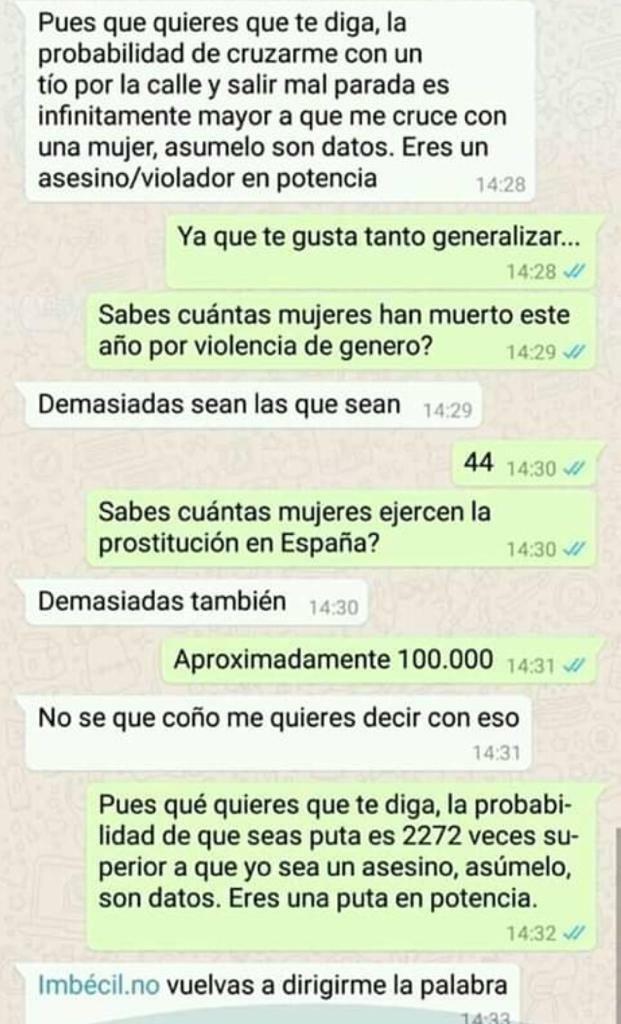 Pues que quieres que te diga, la
probabilidad de cruzarme con un
tío por la calle y salir mal parada es
infinitamente mayor a que me cruce con
una mujer, asumelo son datos. Eres un
asesino/violador en potencia
14:28
Ya que te gusta tanto generalizar...
14:28
Sabes cuántas mujeres han muerto este
año por violencia de genero?
14:29
Demasiadas sean las que sean
14:29
44
14:30
Sabes cuántas mujeres ejercen la
prostitución en España?
14:30
Demasiadas también
14:30
Aproximadamente 100.000
14:31
No se que coño me quieres decir con eso
14:31
Pues qué quieres que te diga, la probabi-
lidad de que seas puta es 2272 veces su-
perior a que yo sea un asesino, asúmelo,
son datos. Eres una puta en potencia.
14:32
Imbécil.no vuelvas a dirigirme la palabra
14:33